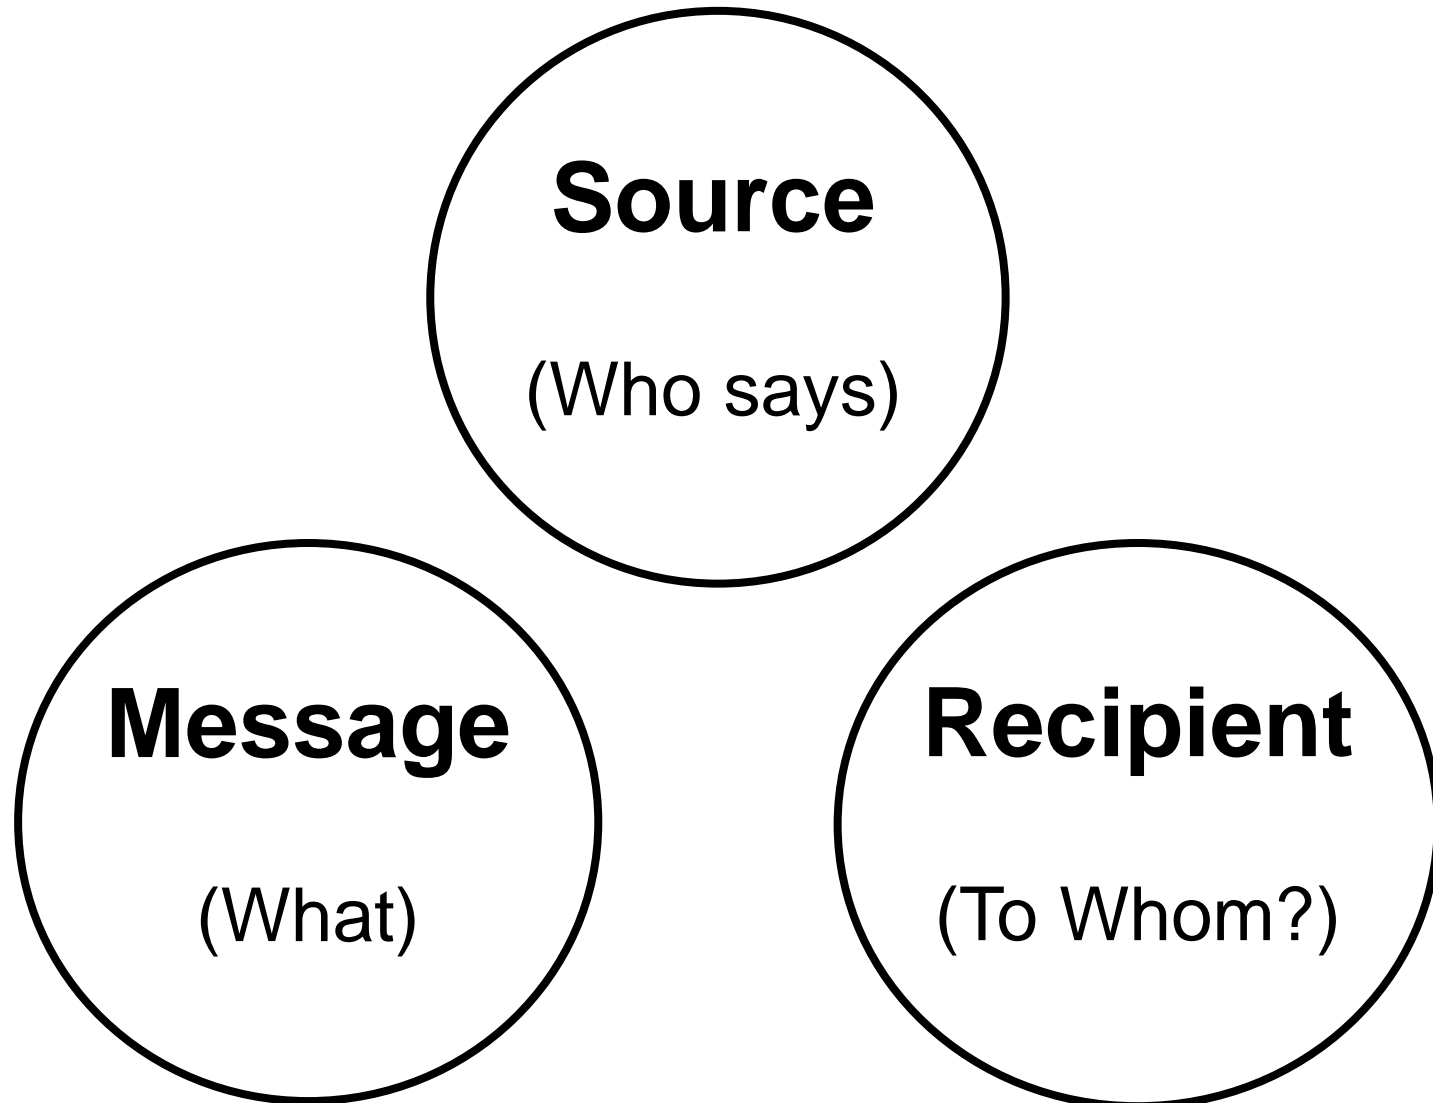 Source
(Who says)
Message
(What)
Recipient
(To Whom?)